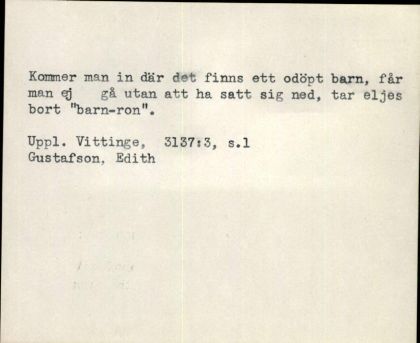 Kommer man in där det finns ett odöpt barn, får
man ej gå utan att ha satt sig ned, tar eljes
bort "barn-ron".
Uppl. Vittinge, 3137:3, s.1
Gustafson, Edith